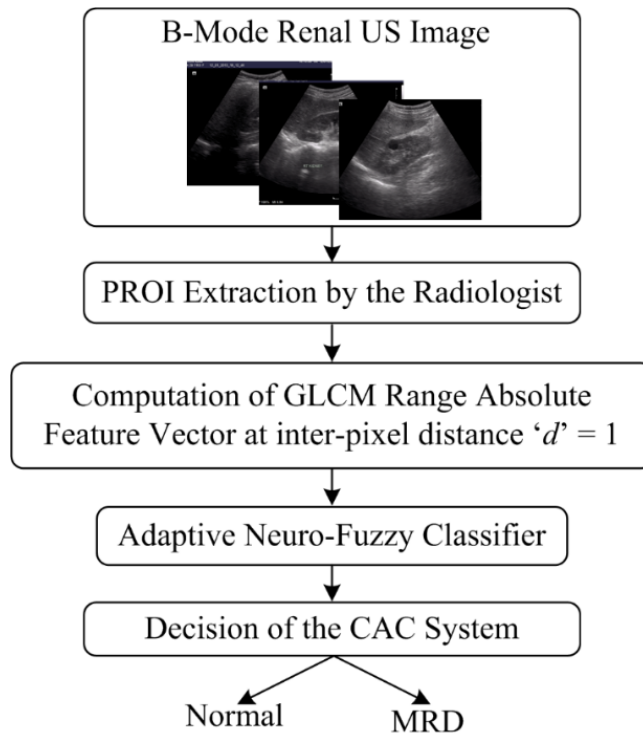 B-Mode Renal US Image
PROI Extraction by the Radiologist
Computation of GLCM Range Absolute
Feature Vector at inter-pixel distance ‘d’ = 1
Adaptive Neuro-Fuzzy Classifier
Decision of the CAC System
Normal
MRD